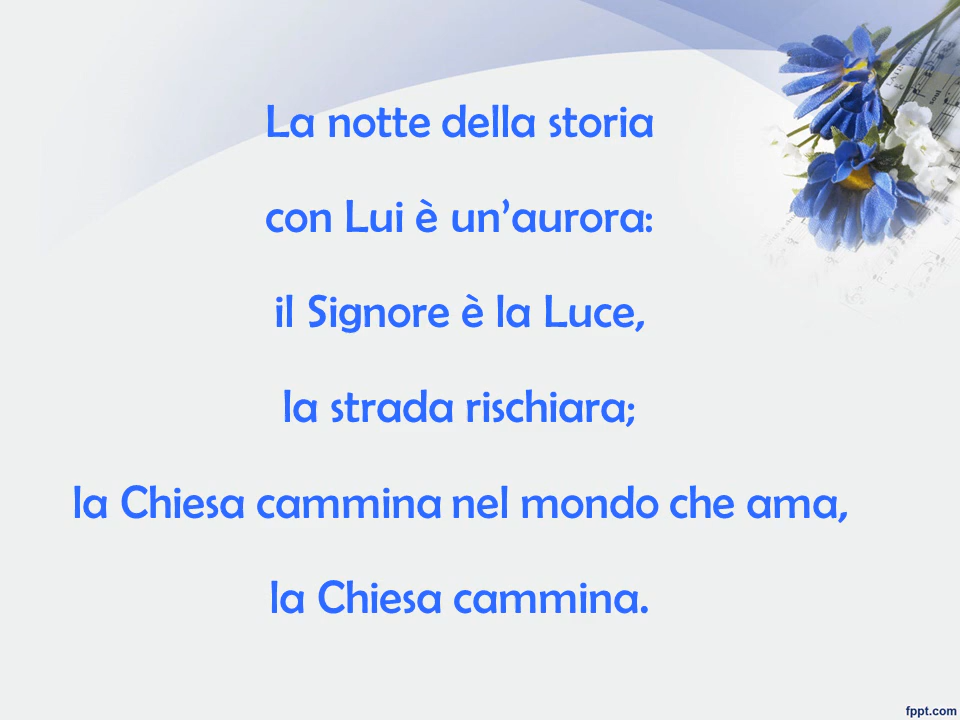 La notte della storia
con Lui è un’aurora:
il Signore è la Luce,
la strada rischiara;
la Chiesa cammina nel mondo che ama,
la Chiesa cammina.
fppt.com